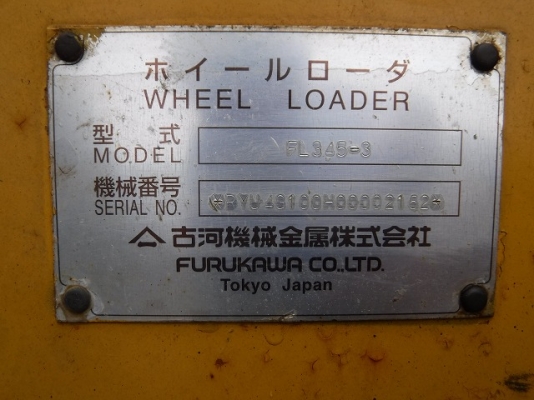 ホイールローダ
WHEEL LOADER
型式
MODEL FL345-3
機械番号
SERIAL NO.
古河機械金属株式会社
FURUKAWA CO.,LTD.
Tokyo Japan